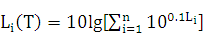 Lᵢ(T) = 10lg[∑ⁿᵢ₌₁ 10^0.1Lᵢ]